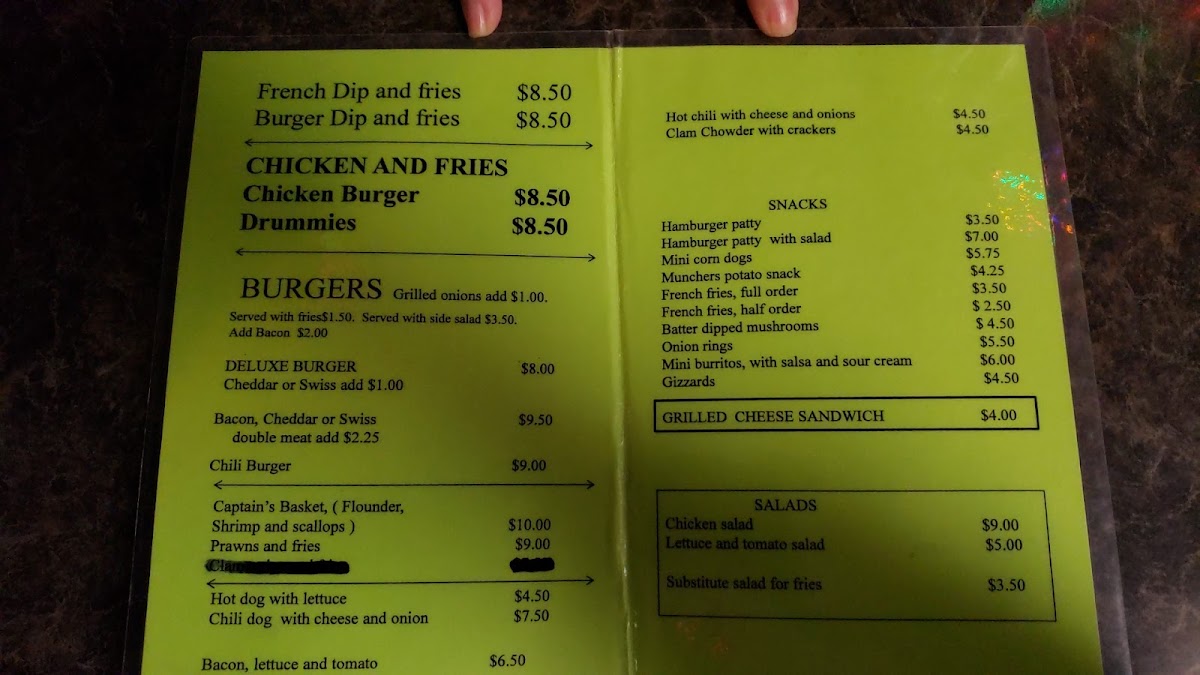 French Dip and fries $8.50
Burger Dip and fries $8.50
CHICKEN AND FRIES
Chicken Burger $8.50
Drummies $8.50
BURGERS Grilled onions add $1.00.
Served with fries$1.50. Served with side salad $3.50.
Add Bacon $2.00
DELUXE BURGER $8.00
Cheddar or Swiss add $1.00
Bacon, Cheddar or Swiss $9.50
double meat add $2.25
Chili Burger $9.00
Captain's Basket, ( Flounder,
Shrimp and scallops ) $10.00
Prawns and fries $9.00
Hot dog with lettuce $4.50
Chili dog with cheese and onion $7.50
Bacon, lettuce and tomato $6.50
Hot chili with cheese and onions $4.50
Clam Chowder with crackers $4.50
SNACKS
Hamburger patty $3.50
Hamburger patty with salad $7.00
Mini corn dogs $5.75
Munchers potato snack $4.25
French fries, full order $3.50
French fries, half order $ 2.50
Batter dipped mushrooms $ 4.50
Onion rings $5.50
Mini burritos, with salsa and sour cream $6.00
Gizzards $4.50
GRILLED CHEESE SANDWICH $4.00
SALADS
Chicken salad $9.00
Lettuce and tomato salad $5.00
Substitute salad for fries $3.50